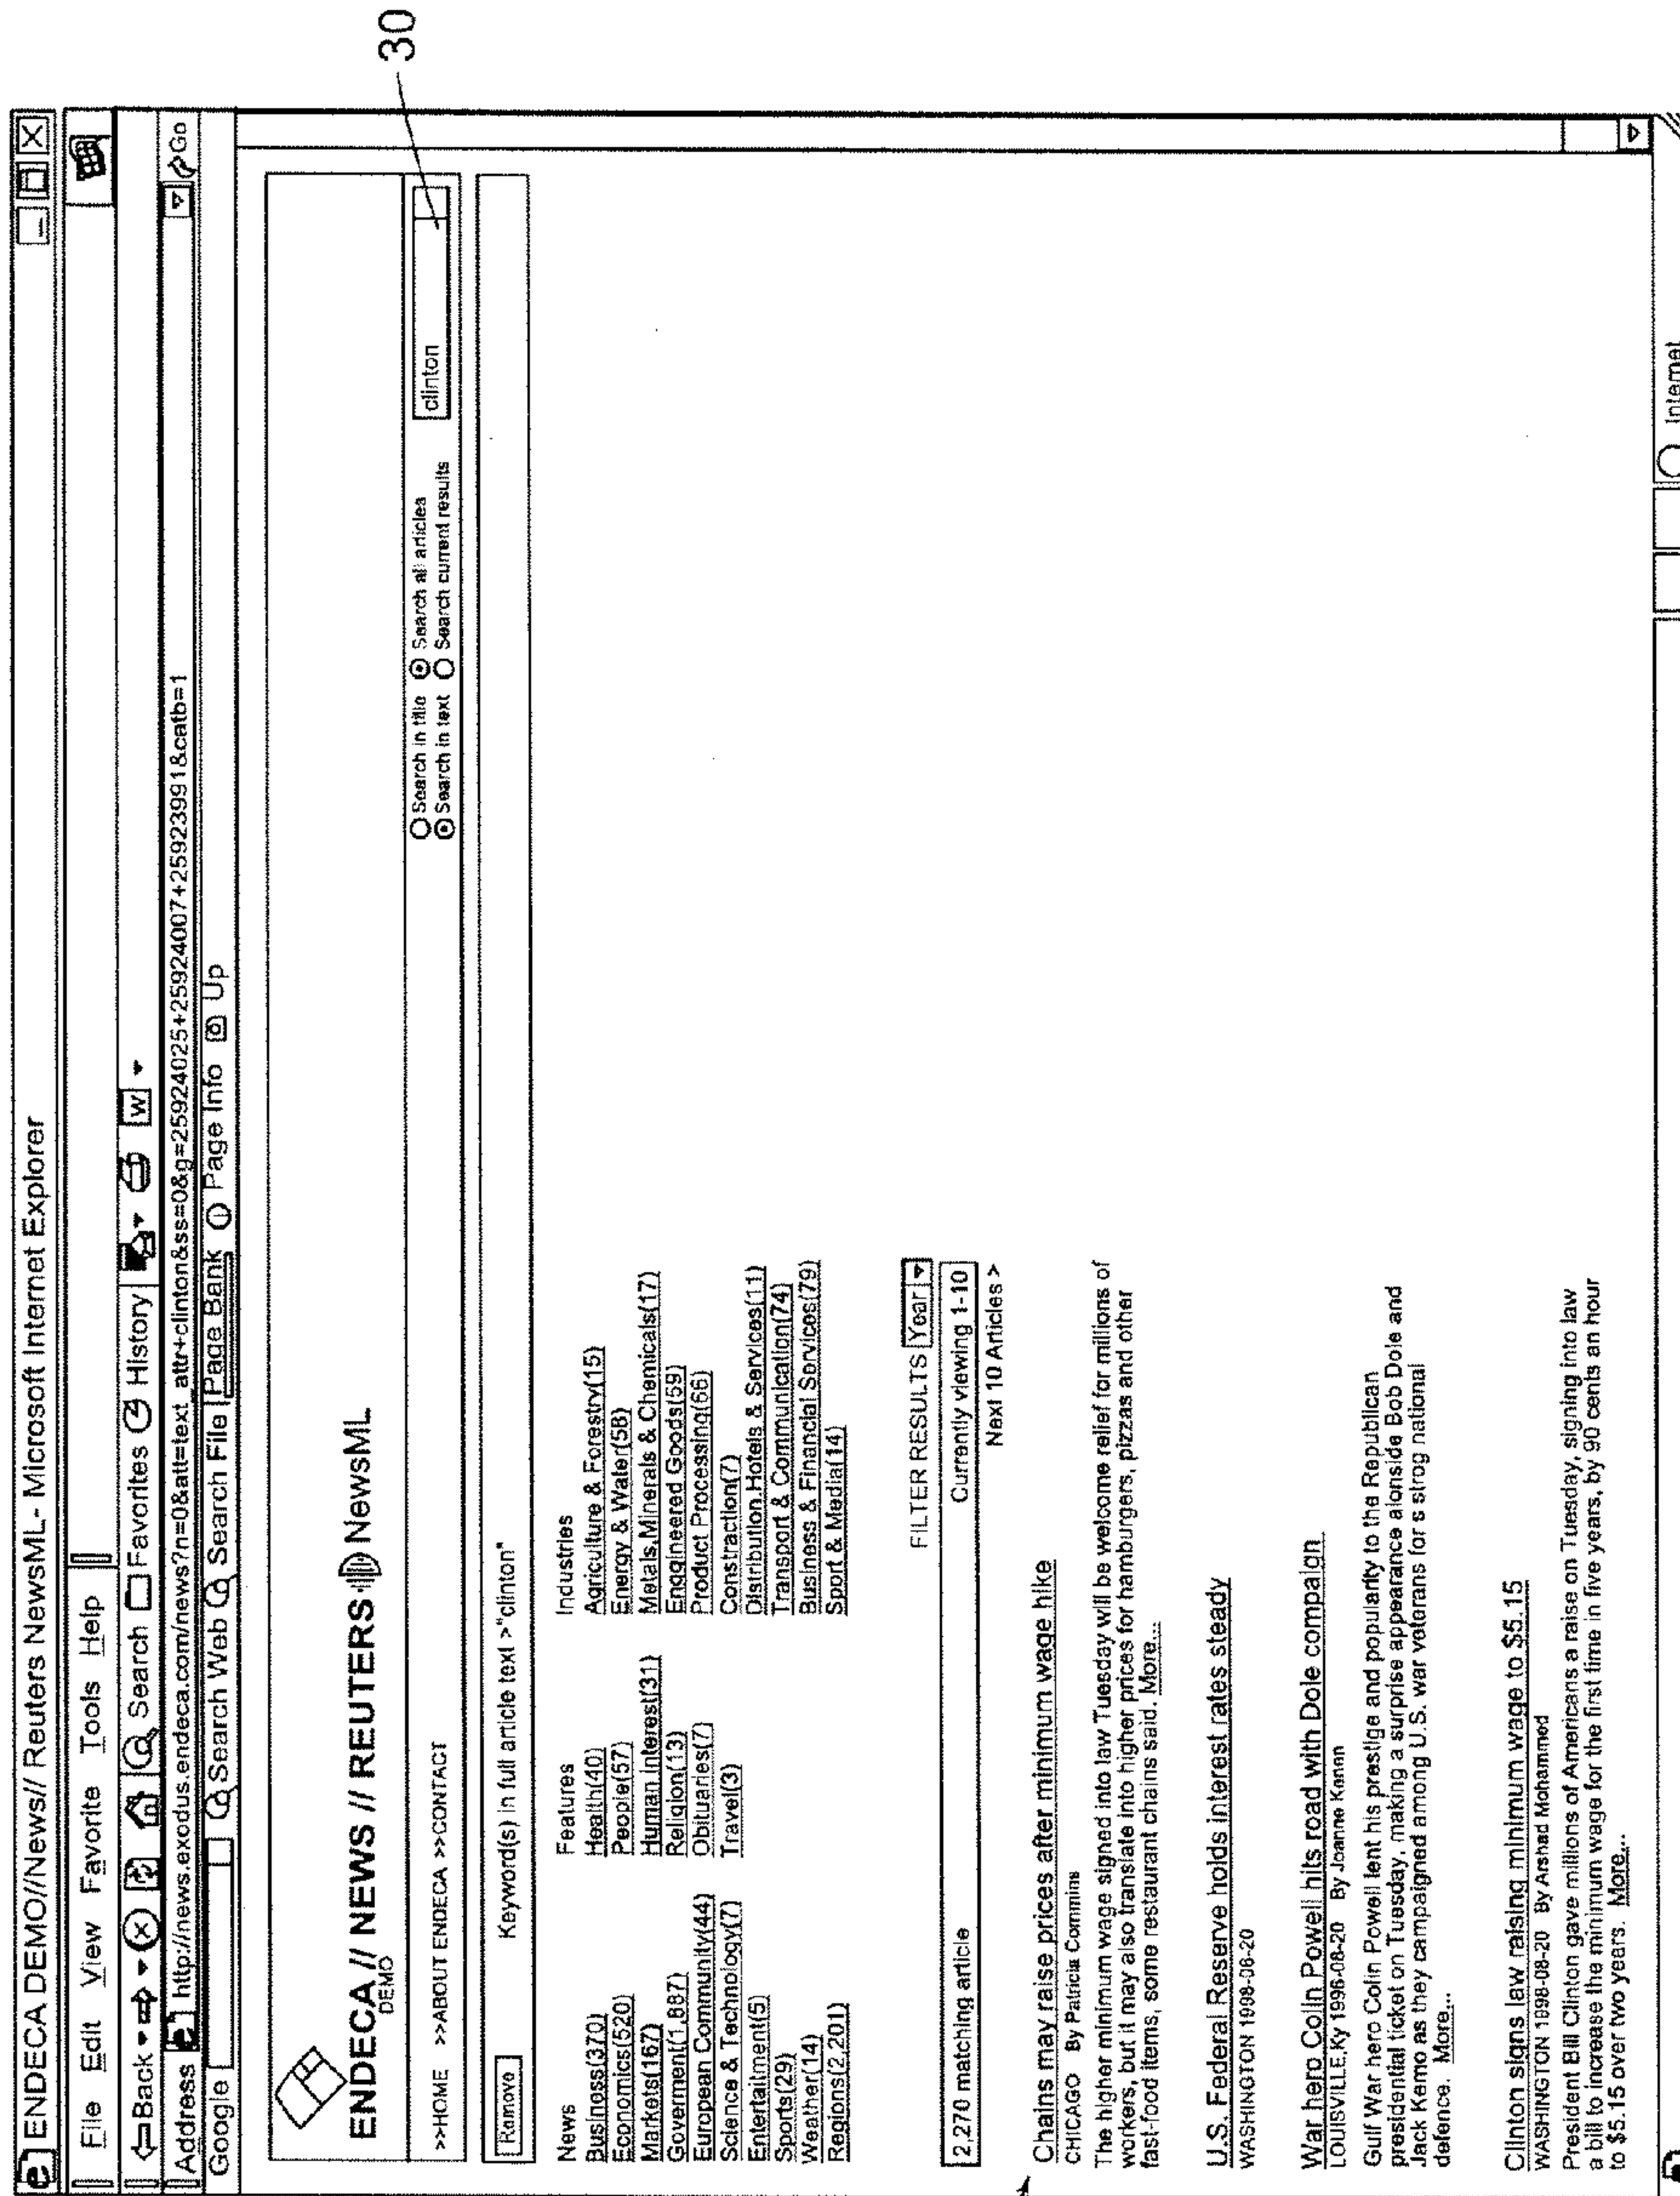 ENDECA DEMO//News// Reuters NewsML- Microsoft Internet Explorer
File Edit View Favorite Tools Help
Back Search Favorites History W
Address http://news.exodus.endeca.com/news?n=0&att=text_attr+clinton&ss=0&g=25924025+25924007+25923991&catb=1 Go
Google Search Web Search File Page Bank Page Info Up
ENDECA// NEWS // REUTERS NewsML
DEMO
>>HOME >>ABOUT ENDECA >>CONTACT
Search in title Search all articles
Search in text Search current results
clinton
30
Remove Keyword(s) in full article text >"clinton"
News
Business(370)
Economics(520)
Markets(167)
Goverment(1,887)
European Community(44)
Science & Technology(7)
Entertailment(5)
Sports(29)
Weather(14)
Regions(2,201)
Features
Health(40)
People(57)
Human interest(31)
Religion(13)
Obituaries(7)
Travel(3)
Industries
Agriculture & Forestry(15)
Energy & Water(58)
Metals,Minerals & Chemicals(17)
Enggineered Goods(59)
Product Processing(66)
Constraction(7)
Distribution,Hotels & Services(11)
Transport & Communication(74)
Business & Financial Services(79)
Sport & Media(14)
FILTER RESULTS Year
2,270 matching article Currently viewing 1-10
Next 10 Articles >
Chains may raise prices after minimum wage hike
CHICAGO By Patricia Commins
The higher minimum wage signed into law Tuesday will be welcome relief for millions of
workers, but it may also translate into higher prices for hamburgers, pizzas and other
fast-food items, some restaurant chains said. More...
U.S. Federal Reserve holds interest rates steady
WASHINGTON 1998-08-20
War hero Colin Powell hits road with Dole compaign
LOUISVILLE,Ky 1996-08-20 By Joanne Kenen
Gulf War hero Colin Powell lent his prestige and popularity to the Republican
presidential ticket on Tuesday, making a surprise appearance alonside Bob Dole and
Jack Kemo as they campaigned among U.S. war veterans for strog national
defence. More...
Clinton signs law raising minimum wage to $5.15
WASHINGTON 1998-08-20 By Arshad Mohammed
President Bill Clinton gave millions of Americans a raise on Tuesday, signing into law
a bill to increase the minimum wage for the first time in five years, by 90 cents an hour
to $5.15 over two years. More...
Internet